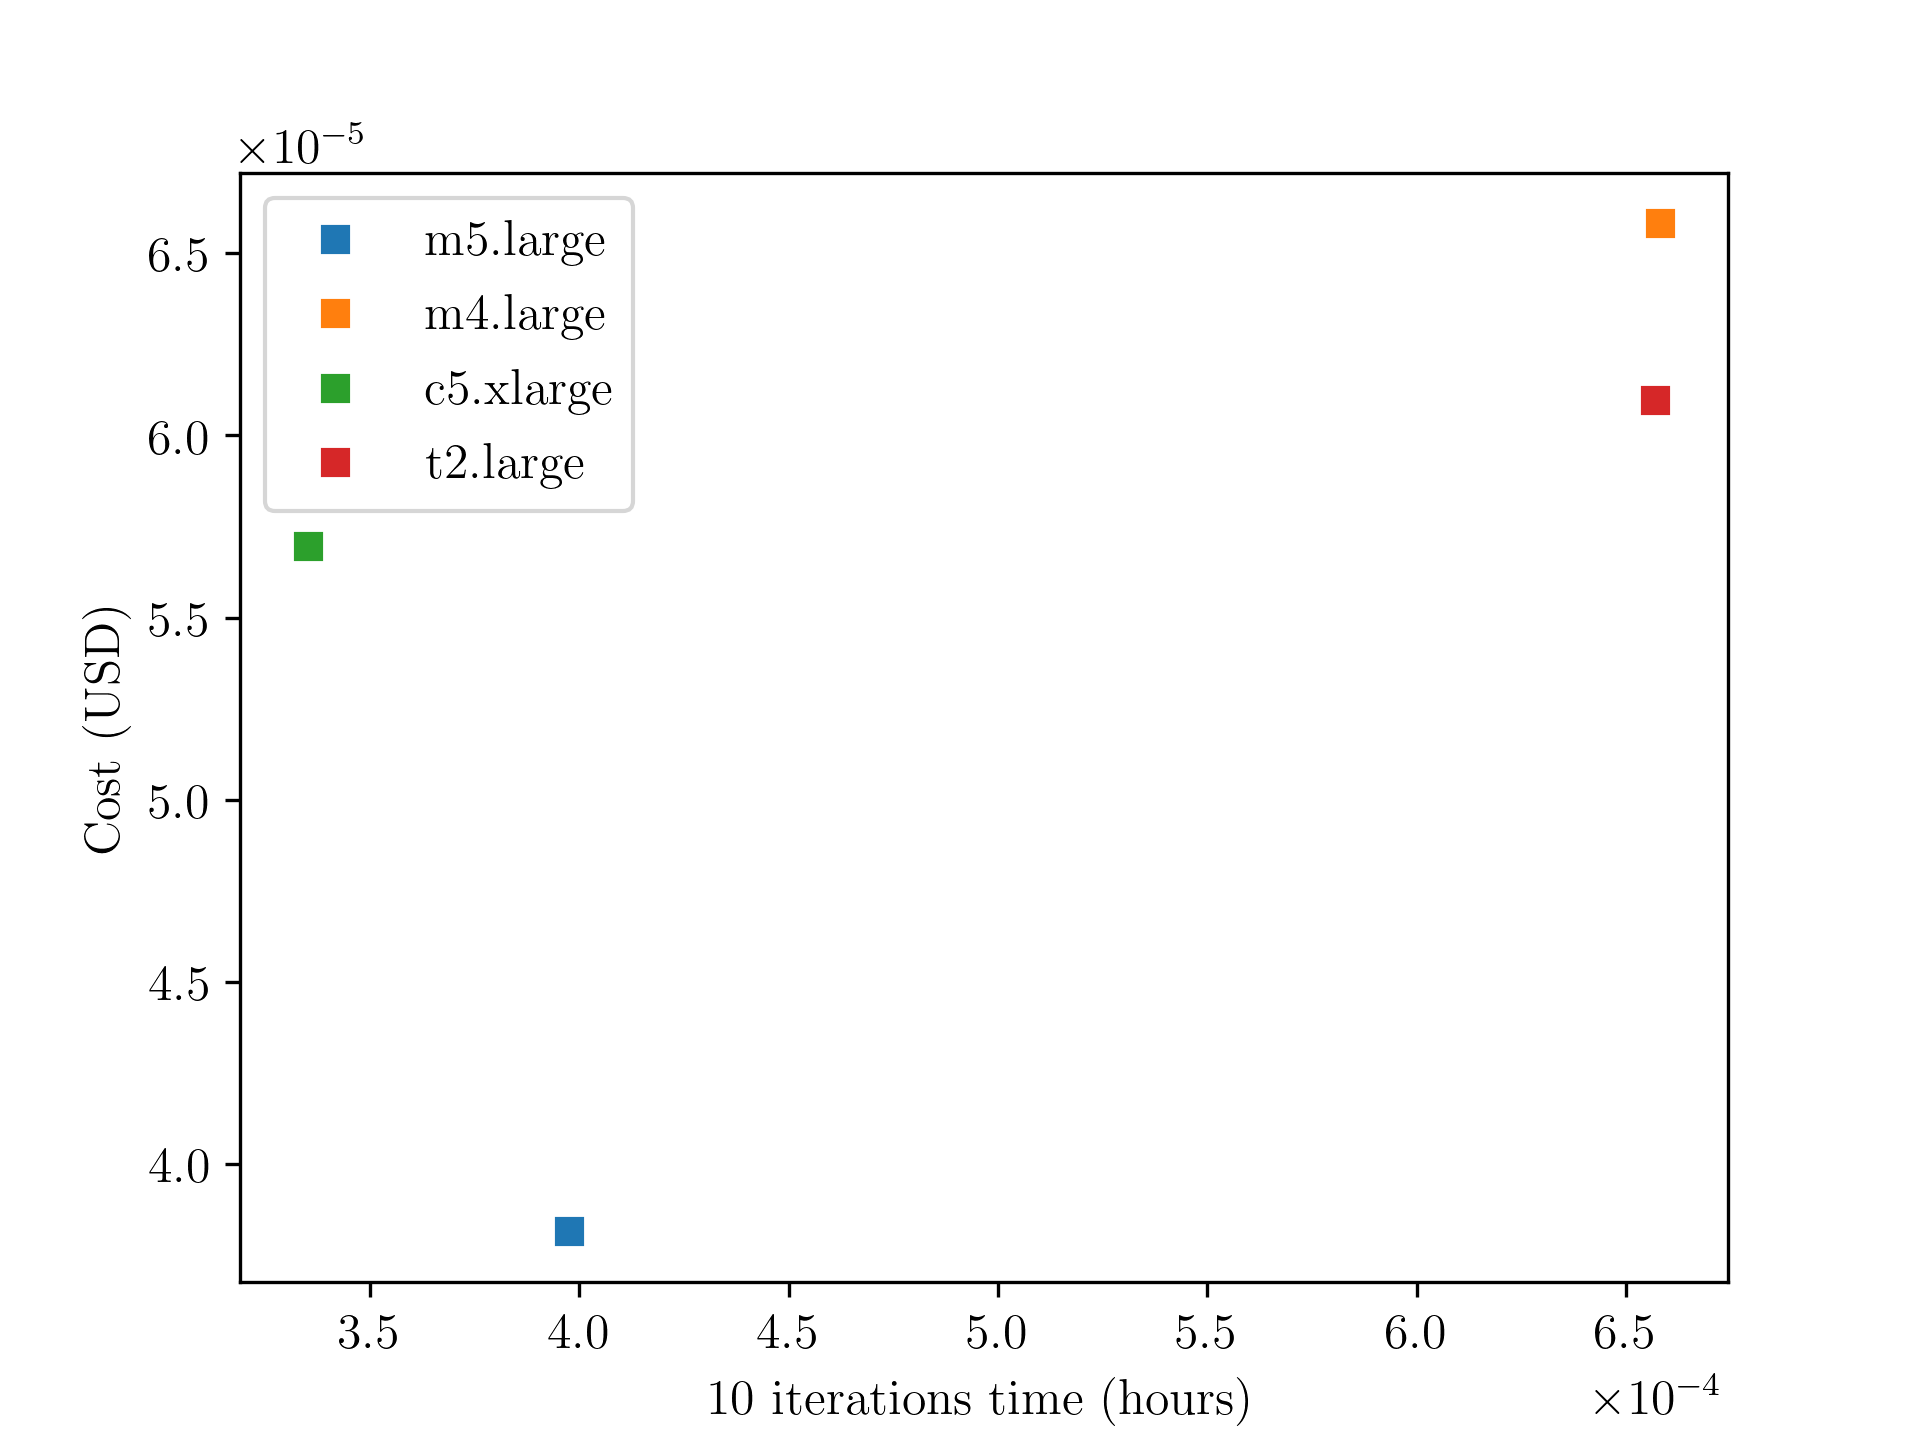 ×10⁻⁵
m5.large
m4.large
c5.xlarge
t2.large
6.5
6.0
5.5
5.0
4.5
4.0
Cost (USD)
3.5 4.0 4.5 5.0 5.5 6.0 6.5
10 iterations time (hours)
×10⁻⁴